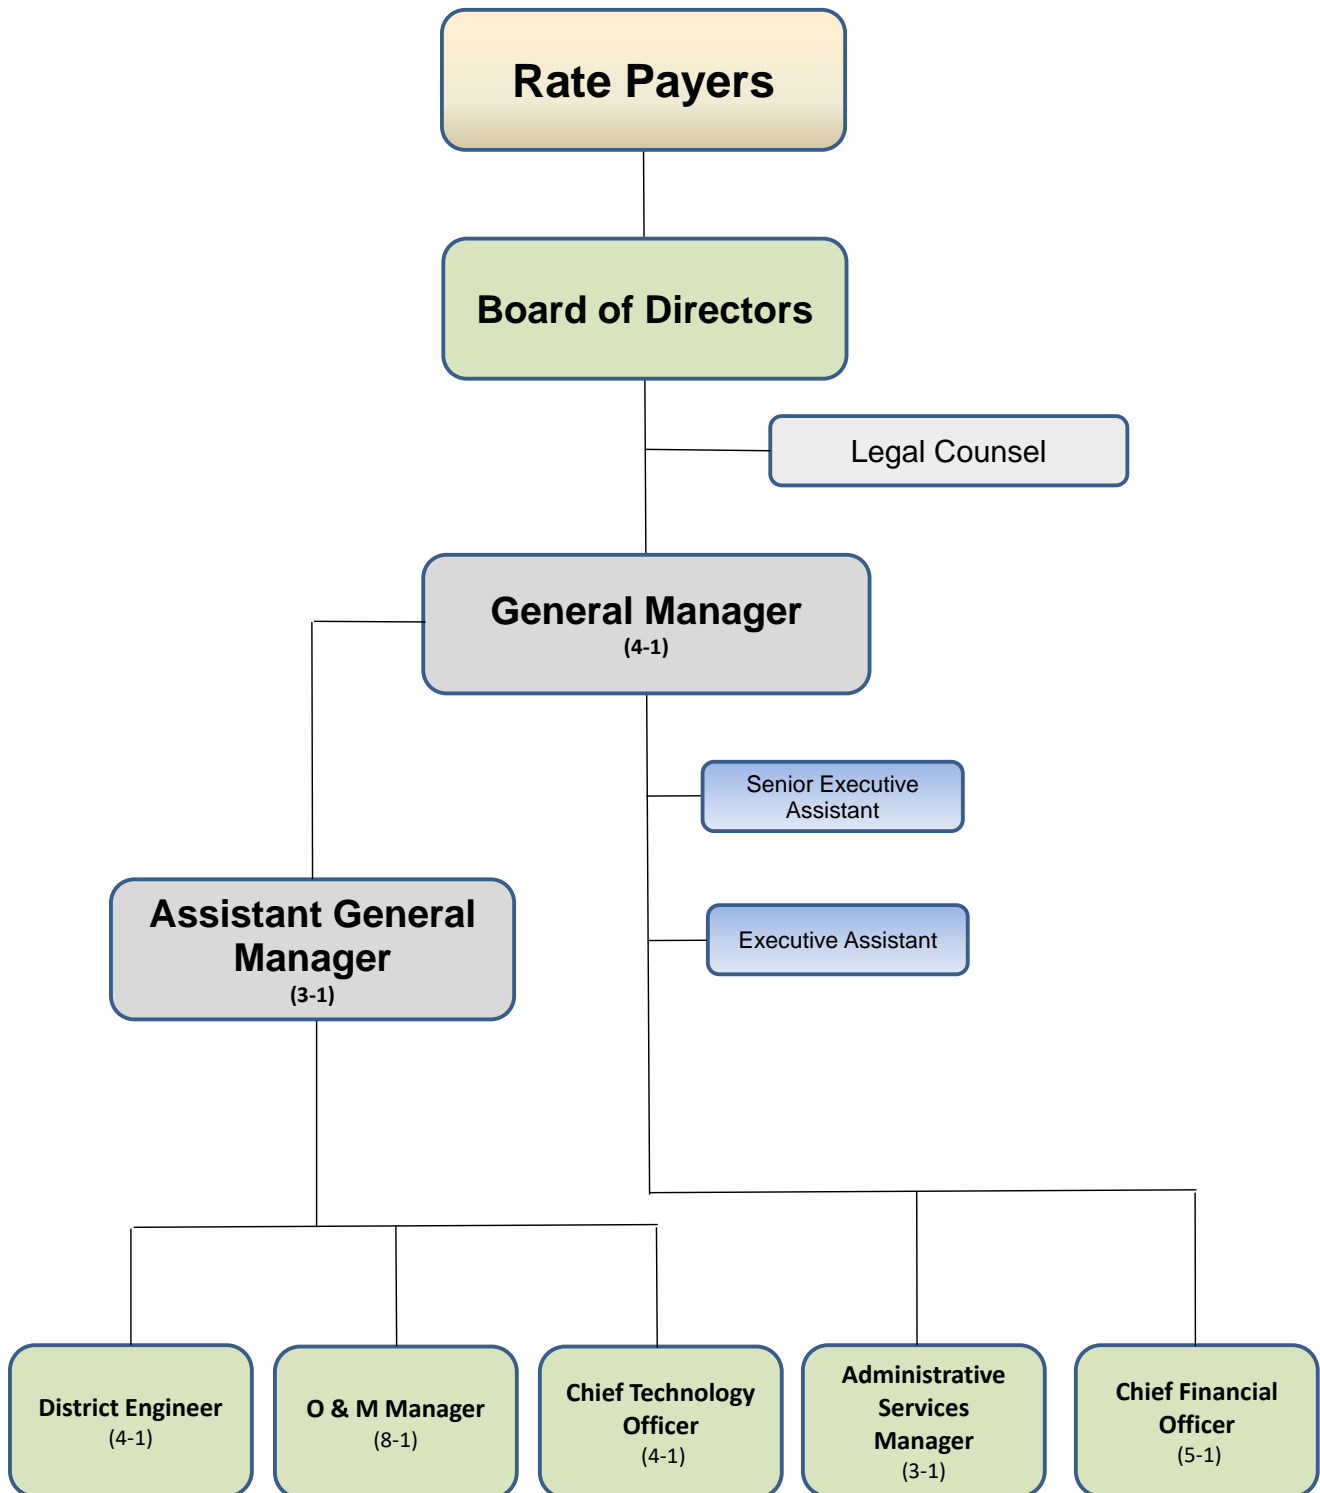 Rate Payers
Board of Directors
Legal Counsel
General Manager
(4-1)
Senior Executive
Assistant
Assistant General
Manager
(3-1)
Executive Assistant
District Engineer
(4-1)
O & M Manager
(8-1)
Chief Technology
Officer
(4-1)
Administrative
Services
Manager
(3-1)
Chief Financial
Officer
(5-1)